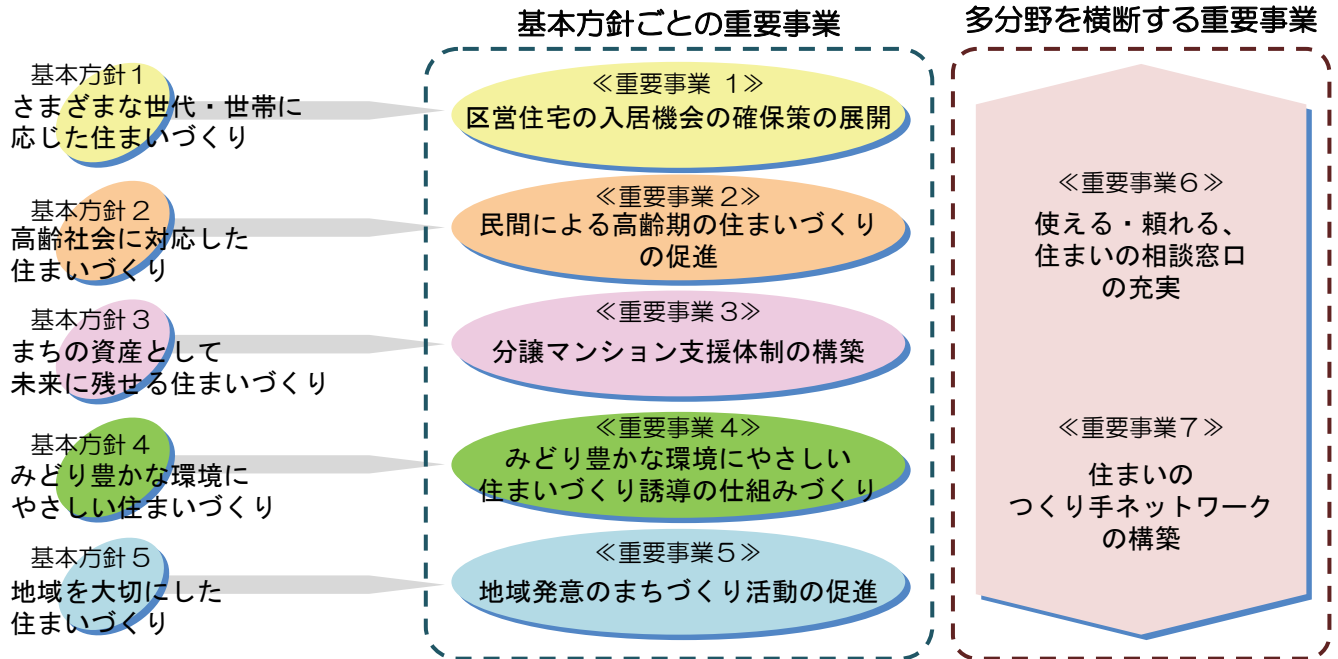 基本方針ごとの重要事業
多分野を横断する重要事業
基本方針1
さまざまな世代・世帯に
応じた住まいづくり
≪重要事業 1≫
区営住宅の入居機会の確保策の展開
基本方針2
高齢社会に対応した
住まいづくり
≪重要事業2≫
民間による高齢期の住まいづくり
の促進
基本方針3
まちの資産として
未来に残せる住まいづくり
≪重要事業3≫
分譲マンション支援体制の構築
基本方針4
みどり豊かな環境に
やさしい住まいづくり
≪重要事業4≫
みどり豊かな環境にやさしい
住まいづくり誘導の仕組みづくり
基本方針5
地域を大切にした
住まいづくり
≪重要事業5≫
地域発意のまちづくり活動の促進
≪重要事業6≫
使える・頼れる、
住まいの相談窓口
の充実
≪重要事業7≫
住まいの
つくり手ネットワーク
の構築